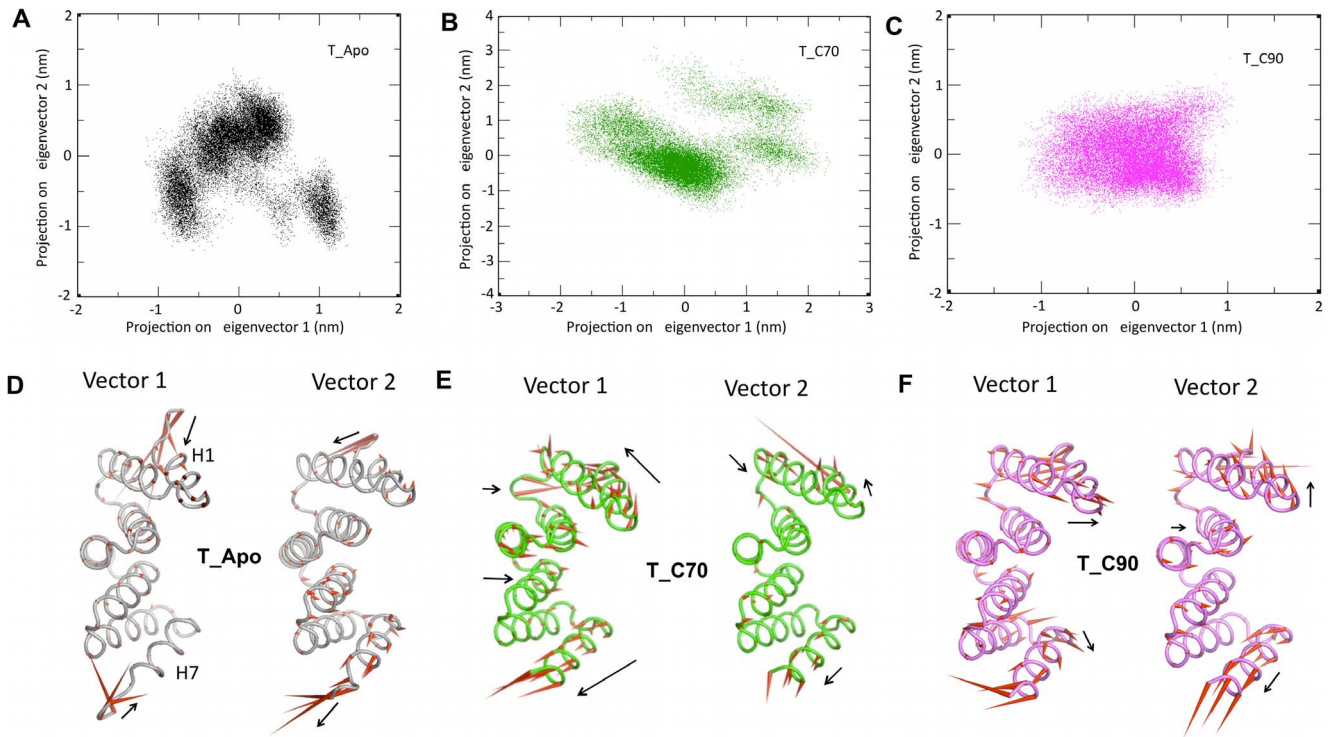 A
2
1
0
-1
-2
Projection on eigenvector 2 (nm)
T_Apo
-2
-1
0
1
2
Projection on eigenvector 1 (nm)
B
4
3
2
1
0
-1
2
3
-4
Projection on eigenvector 2 (nm)
T_C70
-3
-2
-1
0
1
2
3
Projection on eigenvector 1 (nm)
C
2
1
0
-1
-2
Projection on eigenvector 2 (nm)
T_C90
-2
-1
0
1
2
Projection on eigenvector 1 (nm)
D
Vector 1
Vector 2
H1
T_Apo
H7
E
Vector 1
Vector 2
T_C70
F
Vector 1
Vector 2
T_C90